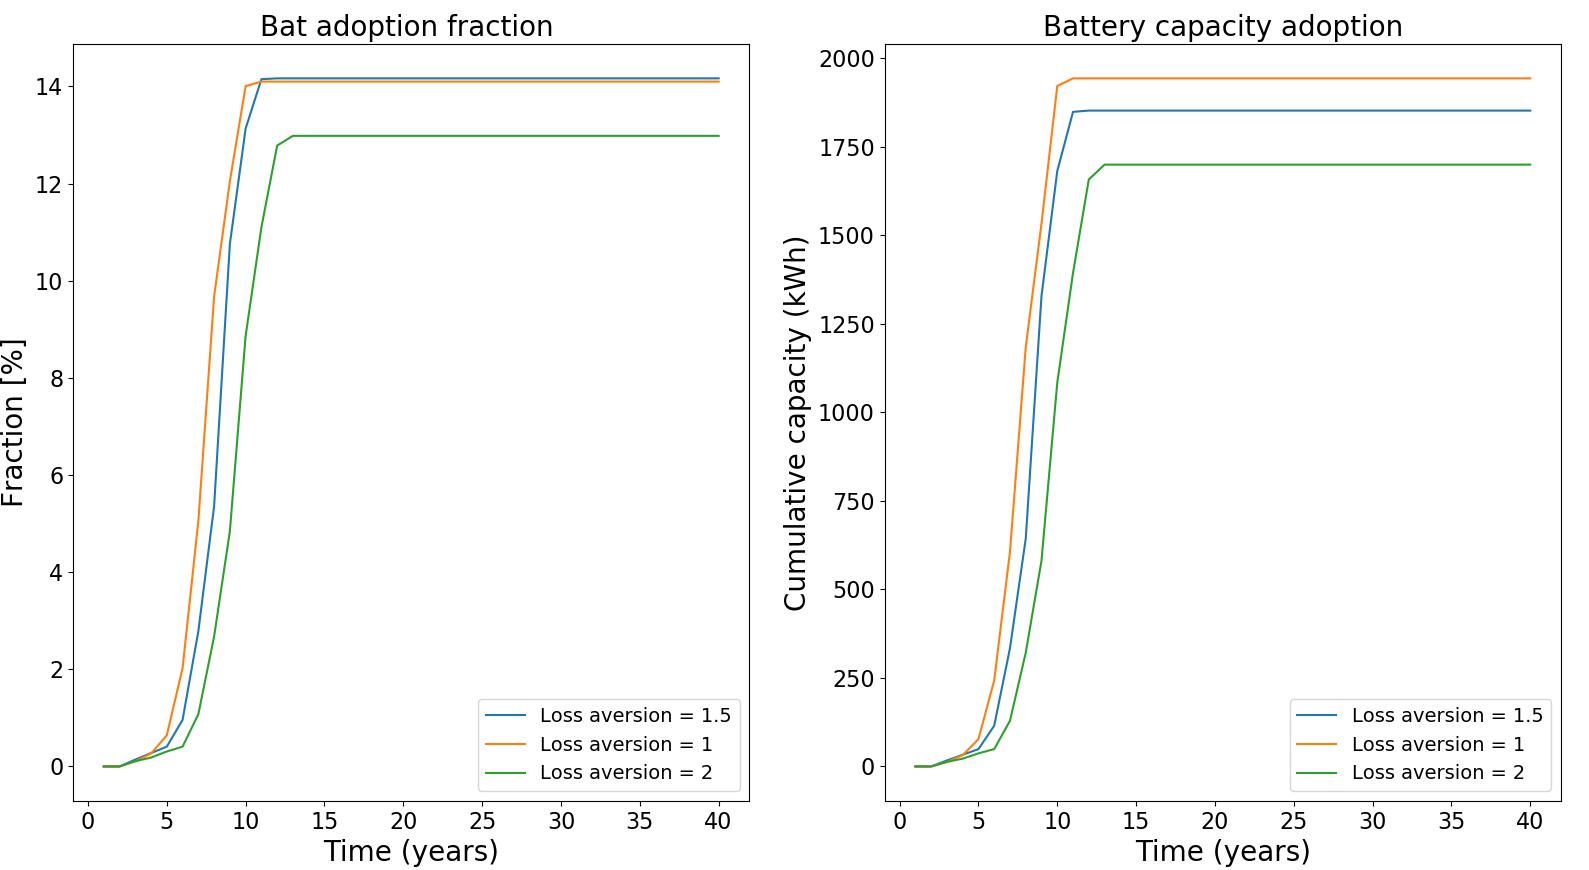 Bat adoption fraction
Fraction [%]
14
12
10
8
6
4
2
0
0 5 10 15 20 25 30 35 40
Time (years)
Loss aversion = 1.5
Loss aversion = 1
Loss aversion = 2
Battery capacity adoption
Cumulative capacity (kWh)
2000
1750
1500
1250
1000
750
500
250
0
0 5 10 15 20 25 30 35 40
Time (years)
Loss aversion = 1.5
Loss aversion = 1
Loss aversion = 2